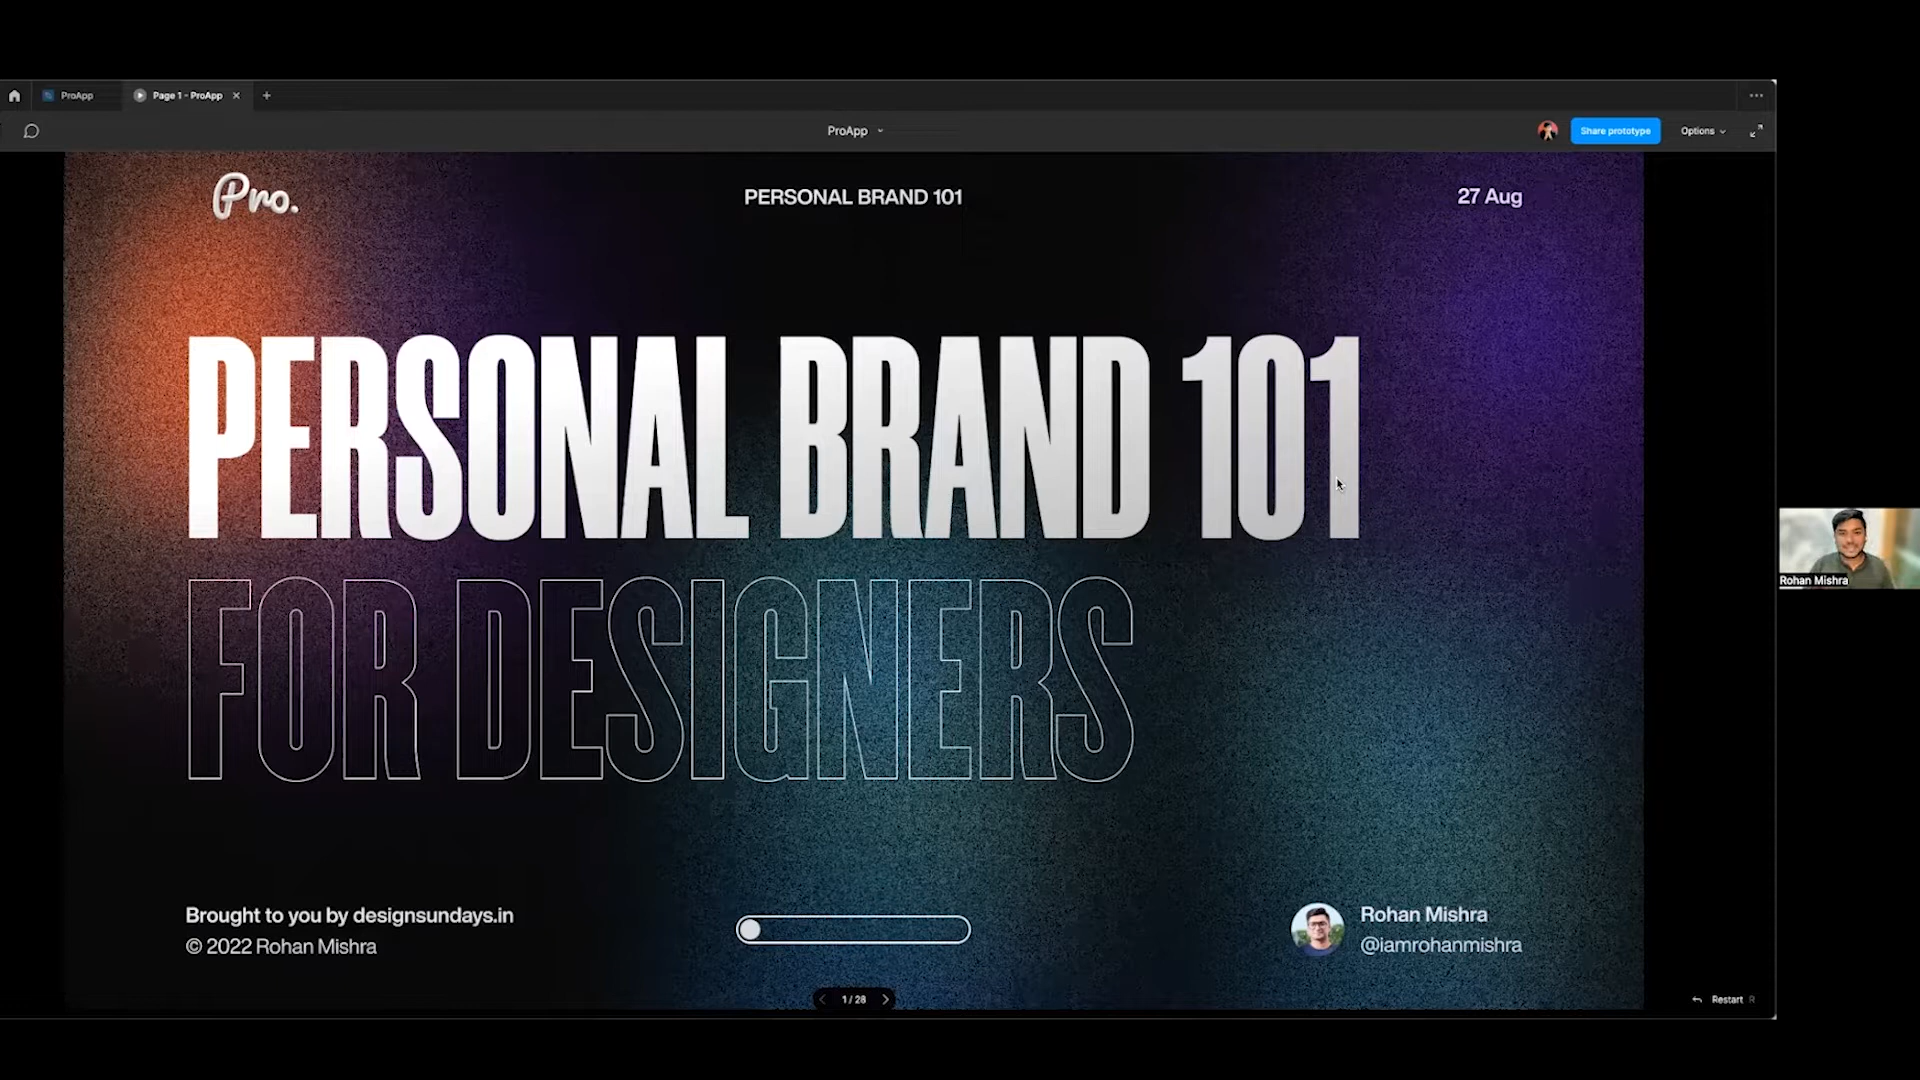 ProApp
Page 1 - ProApp
ProApp
Share prototype
Options
Pro.
PERSONAL BRAND 101
27 Aug
PERSONAL BRAND 101
FOR DESIGNERS
Brought to you by designsundays.in
© 2022 Rohan Mishra
Rohan Mishra
@iamrohanmishra
Rohan Mishra
1 / 28
Restart R